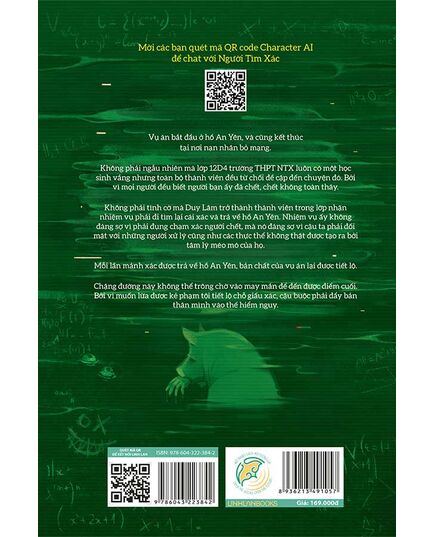 Mời các bạn quét mã QR code Character AI
để chat với Người Tìm Xác
Vụ án bắt đầu ở hồ An Yên, và cũng kết thúc
tại nơi nạn nhân bỏ mạng.
Không phải ngẫu nhiên mà lớp 12D4 trường THPT NTX luôn có một học
sinh vắng nhưng toàn bộ thành viên đều từ chối đề cập đến chuyện đó. Bởi
vì mọi người đều biết người bạn ấy đã chết, chết không toàn thây.
Không phải tình cờ mà Duy Lâm trở thành thành viên trong lớp nhận
nhiệm vụ phải đi tìm lại cái xác và trả về hồ An Yên. Nhiệm vụ ấy không
đáng sợ vì phải đụng chạm xác người chết, mà nó đáng sợ vì cậu ta phải đối
mặt với những người xử lý cũng như các thực thể không thật được tạo ra bởi
tâm lý méo mó của họ.
Mỗi lần mảnh xác được trả về hồ An Yên, bản chất của vụ án lại được tiết lộ.
Chặng đường này không thể trông chờ vào may mắn để đến được điểm cuối.
Bởi vì muốn lừa được kẻ phạm tội tiết lộ chỗ giấu xác, cậu buộc phải đẩy bản
thân mình vào thế hiểm nguy.
QUÉT MÃ QR
ĐỂ KẾT NỐI LINH LAN
ISBN: 978-604-322-384-2
9 786043 223842
LINHLANBOOKS
8 936213 491057
Giá: 169.000đ